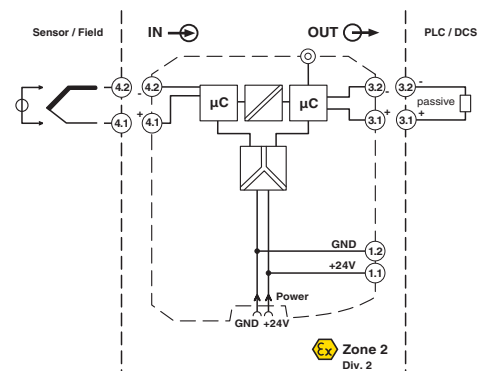 Sensor / Field
IN
OUT
PLC / DCS
4.2
-
4.2
µC
µC
3.2
-
3.2
-
passive
4.1
+
4.1
3.1
+
3.1
+
GND
1.2
+24V
1.1
Power
GND +24V
Ex Zone 2
Div. 2